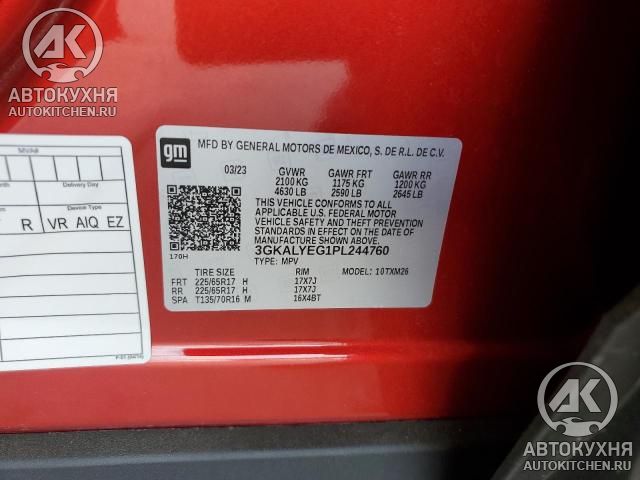 АВТОКУХНЯ
AUTOKITCHEN.RU
MVA#
Month Delivery Day
R VR AIQ EZ
gm
MFD BY GENERAL MOTORS DE MEXICO, S. DE R.L. DE C.V.
03/23 GVWR GAWR FRT GAWR RR
2100 KG 1175 KG 1200 KG
4630 LB 2590 LB 2645 LB
THIS VEHICLE CONFORMS TO ALL
APPLICABLE U.S. FEDERAL MOTOR
VEHICLE SAFETY AND THEFT PREVENTION
STANDARDS IN EFFECT ON THE DATE OF
MANUFACTURE SHOWN ABOVE.
3GKALYEG1PL244760
170H
TYPE: MPV
TIRE SIZE RIM MODEL: 10TXM26
FRT 225/65R17 H 17X7J
RR 225/65R17 H 17X7J
SPA T135/70R16 M 16X4BT
АВТОКУХНЯ
AUTOKITCHEN.RU